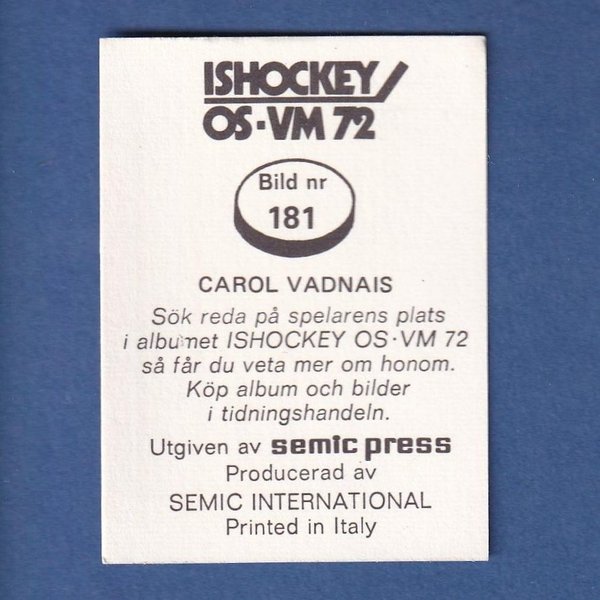 ISHOCKEY
OS·VM 72
Bild nr
181
CAROL VADNAIS
Sök reda på spelarens plats
i albumet ISHOCKEY OS·VM 72
så får du veta mer om honom.
Köp album och bilder
i tidningshandeln.
Utgiven av semic press
Producerad av
SEMIC INTERNATIONAL
Printed in Italy